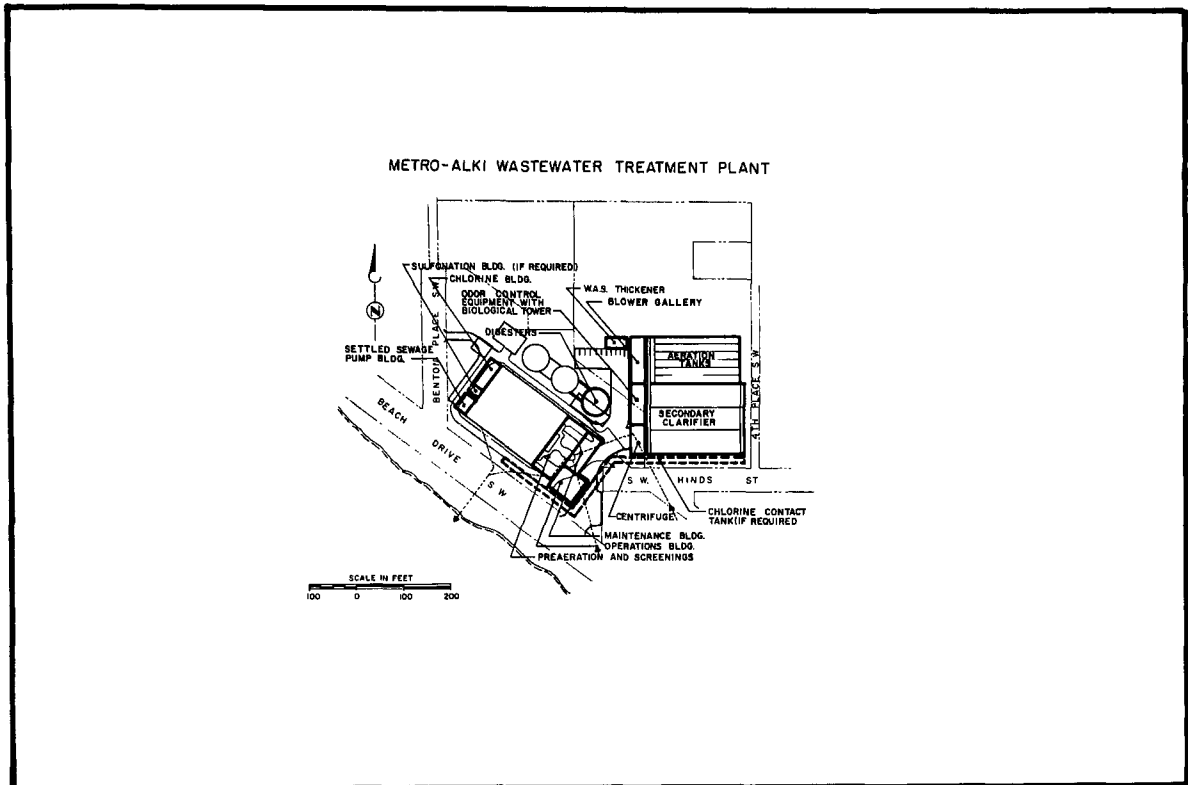 METRO-ALKI WASTEWATER TREATMENT PLANT
SULFONATION BLDG. (IF REQUIRED)
CHLORINE BLDG.
ODOR CONTROL
EQUIPMENT WITH
BIOLOGICAL TOWER
DIGESTERS
W.A.S. THICKENER
BLOWER GALLERY
N
SETTLED SEWAGE
PUMP BLDG.
BENTON PLACE S.W.
AERATION
TANKS
SECONDARY
CLARIFIER
4TH PLACE S.W.
BEACH DRIVE S W
S W. HINDS ST
CENTRIFUGE
CHLORINE CONTACT
TANK(IF REQUIRED
MAINTENANCE BLDG.
OPERATIONS BLDG.
PREAERATION AND SCREENINGS
SCALE IN FEET
100 0 100 200